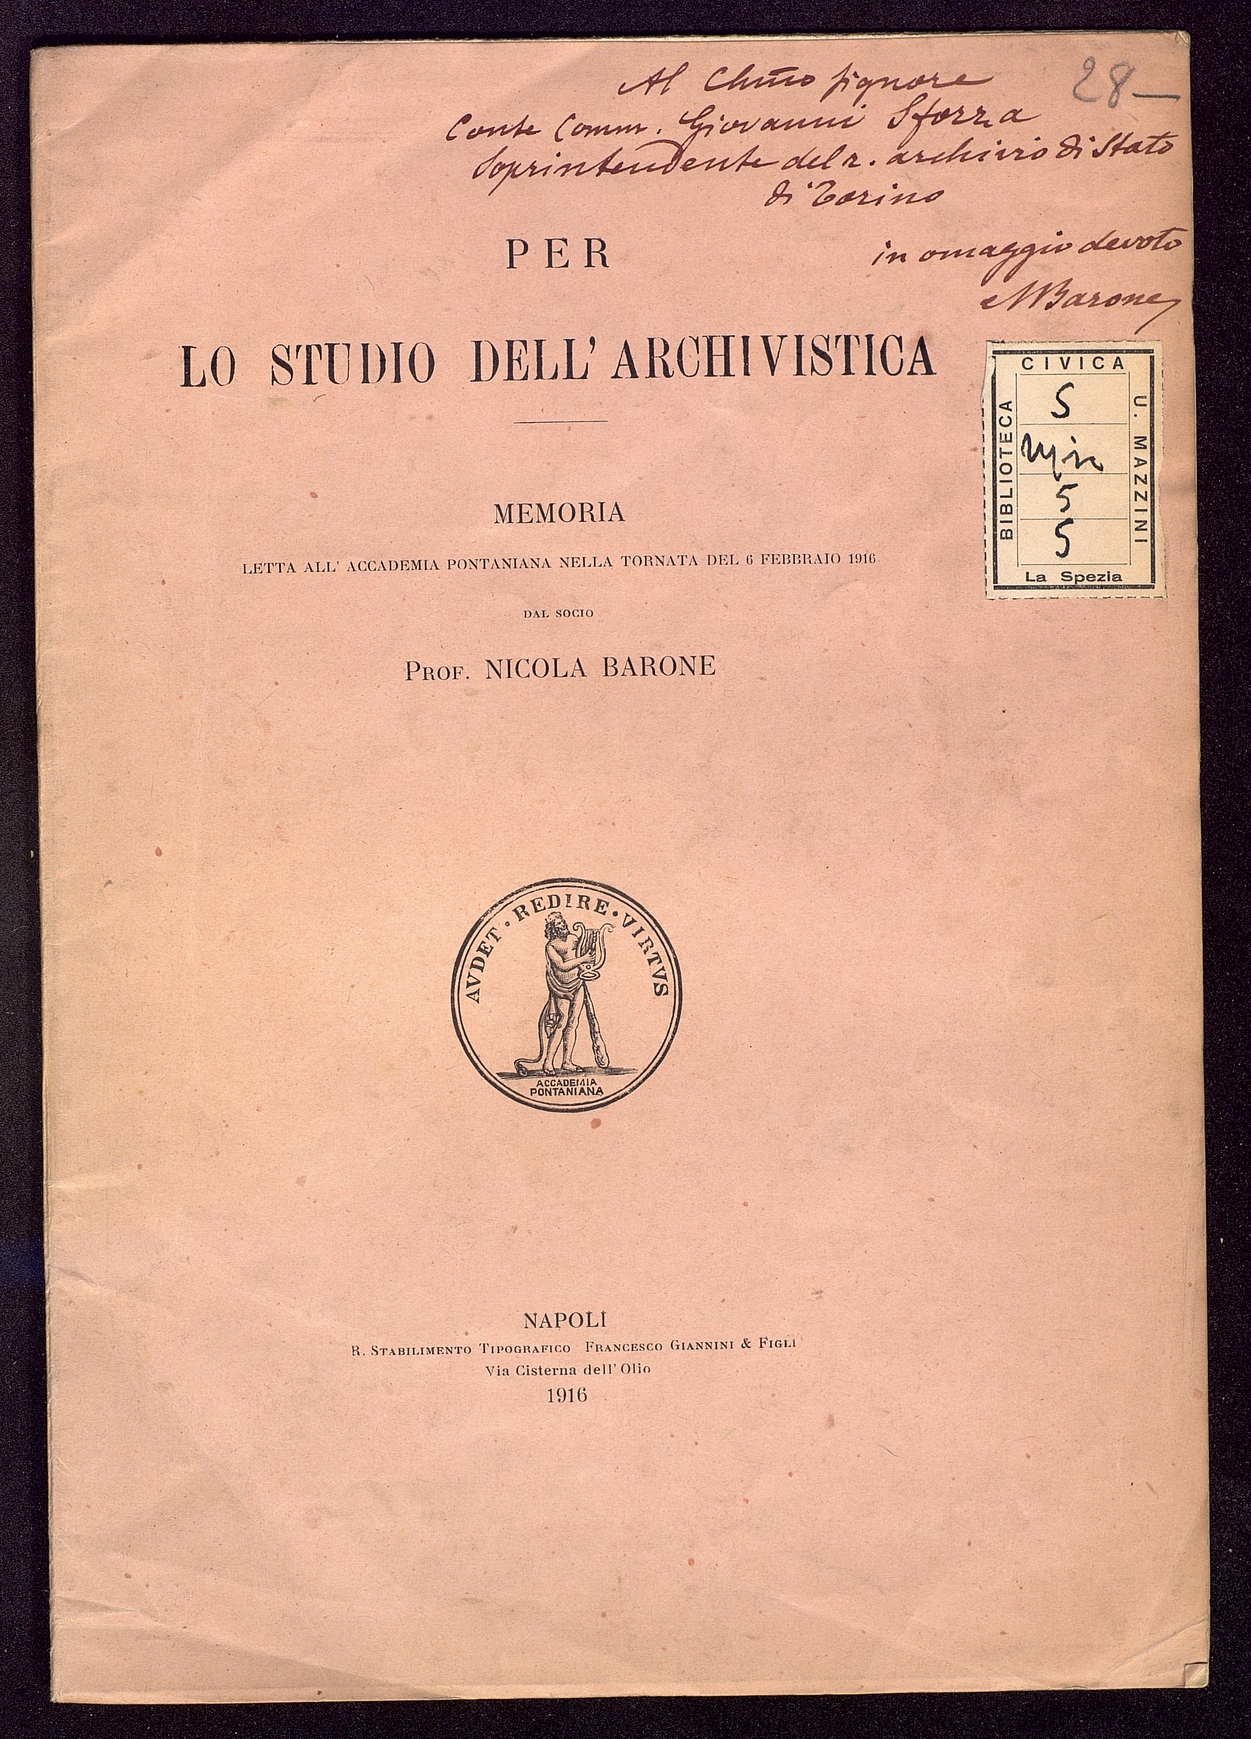 Al Chmo Signore
28-
Conte Comm. Giovanni Sforza
Soprintendente del r. archivio di Stato
di Torino
in omaggio devoto
NBarone
PER
LO STUDIO DELL' ARCHIVISTICA
CIVICA
BIBLIOTECA
U. MAZZINI
S
5
5
La Spezia
MEMORIA
LETTA ALL' ACCADEMIA PONTANIANA NELLA TORNATA DEL 6 FEBBRAIO 1916
DAL SOCIO
PROF. NICOLA BARONE
AVDET · REDIRE · VIRTVS
ACCADEMIA
PONTANIANA
NAPOLI
R. STABILIMENTO TIPOGRAFICO FRANCESCO GIANNINI & FIGLI
Via Cisterna dell' Olio
1916